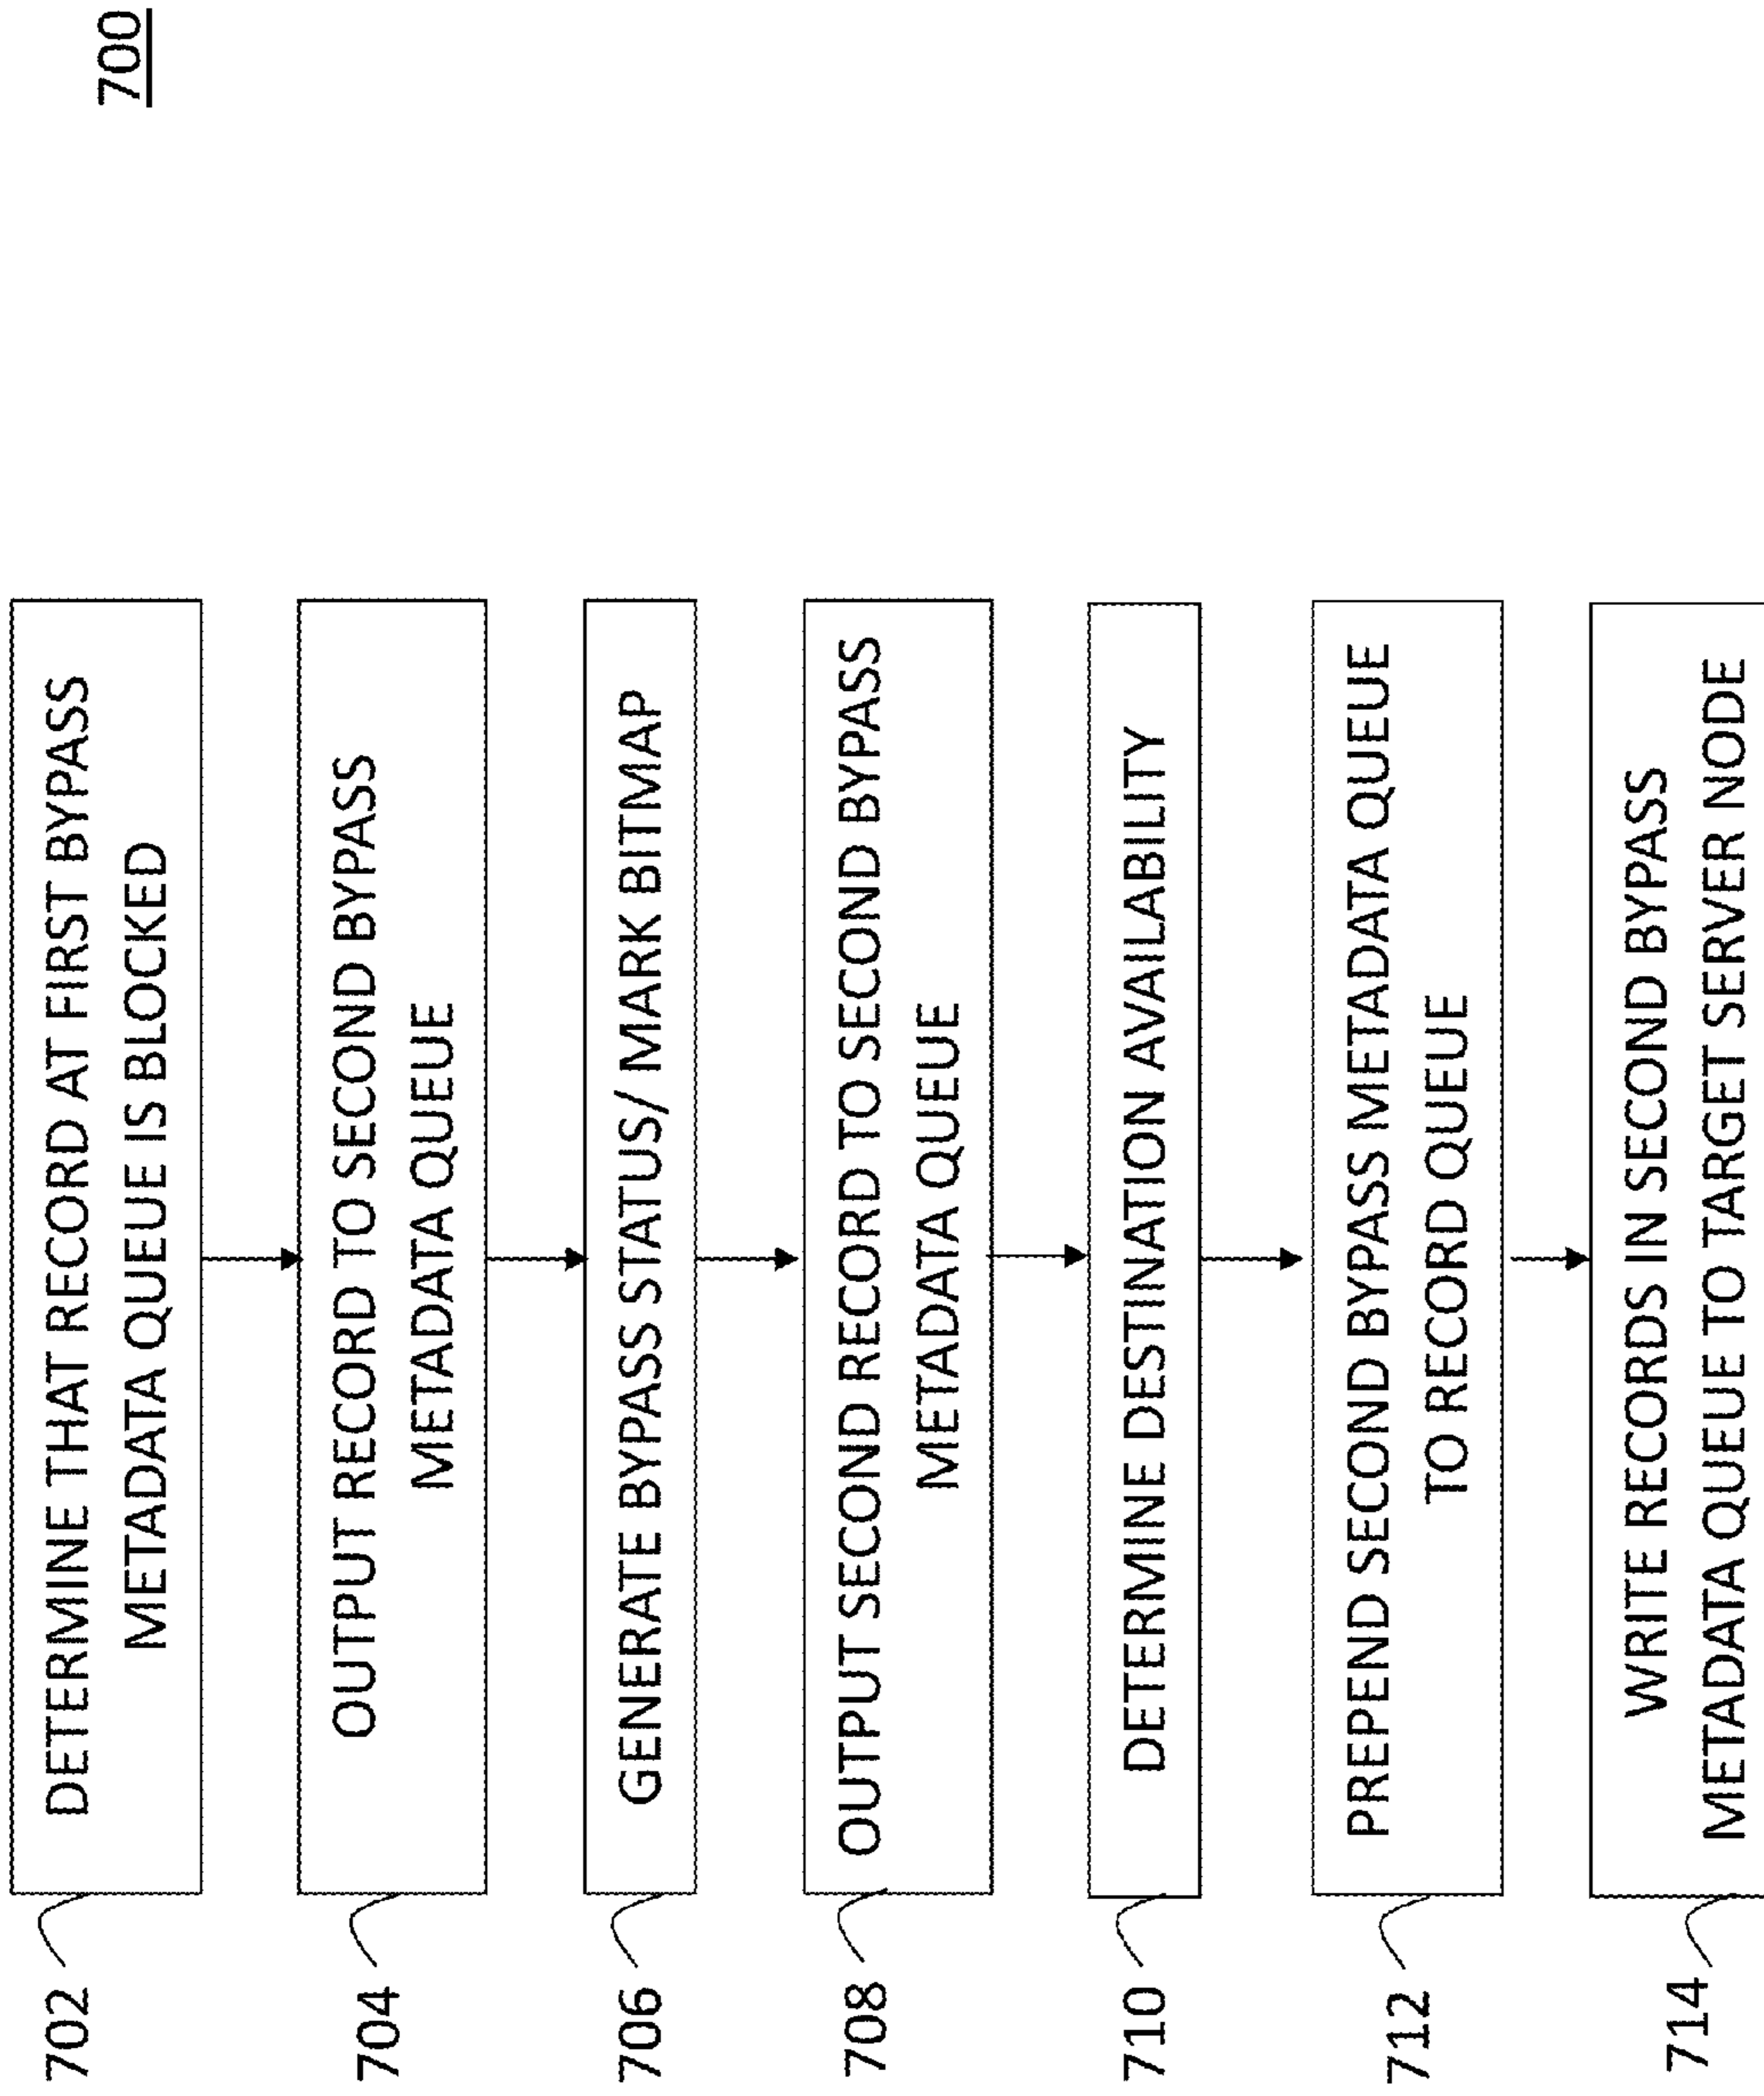 700
702
DETERMINE THAT RECORD AT FIRST BYPASS
METADATA QUEUE IS BLOCKED
704
OUTPUT RECORD TO SECOND BYPASS
METADATA QUEUE
706
GENERATE BYPASS STATUS/ MARK BITMAP
708
OUTPUT SECOND RECORD TO SECOND BYPASS
METADATA QUEUE
710
DETERMINE DESTINATION AVAILABILITY
712
PREPEND SECOND BYPASS METADATA QUEUE
TO RECORD QUEUE
714
WRITE RECORDS IN SECOND BYPASS
METADATA QUEUE TO TARGET SERVER NODE